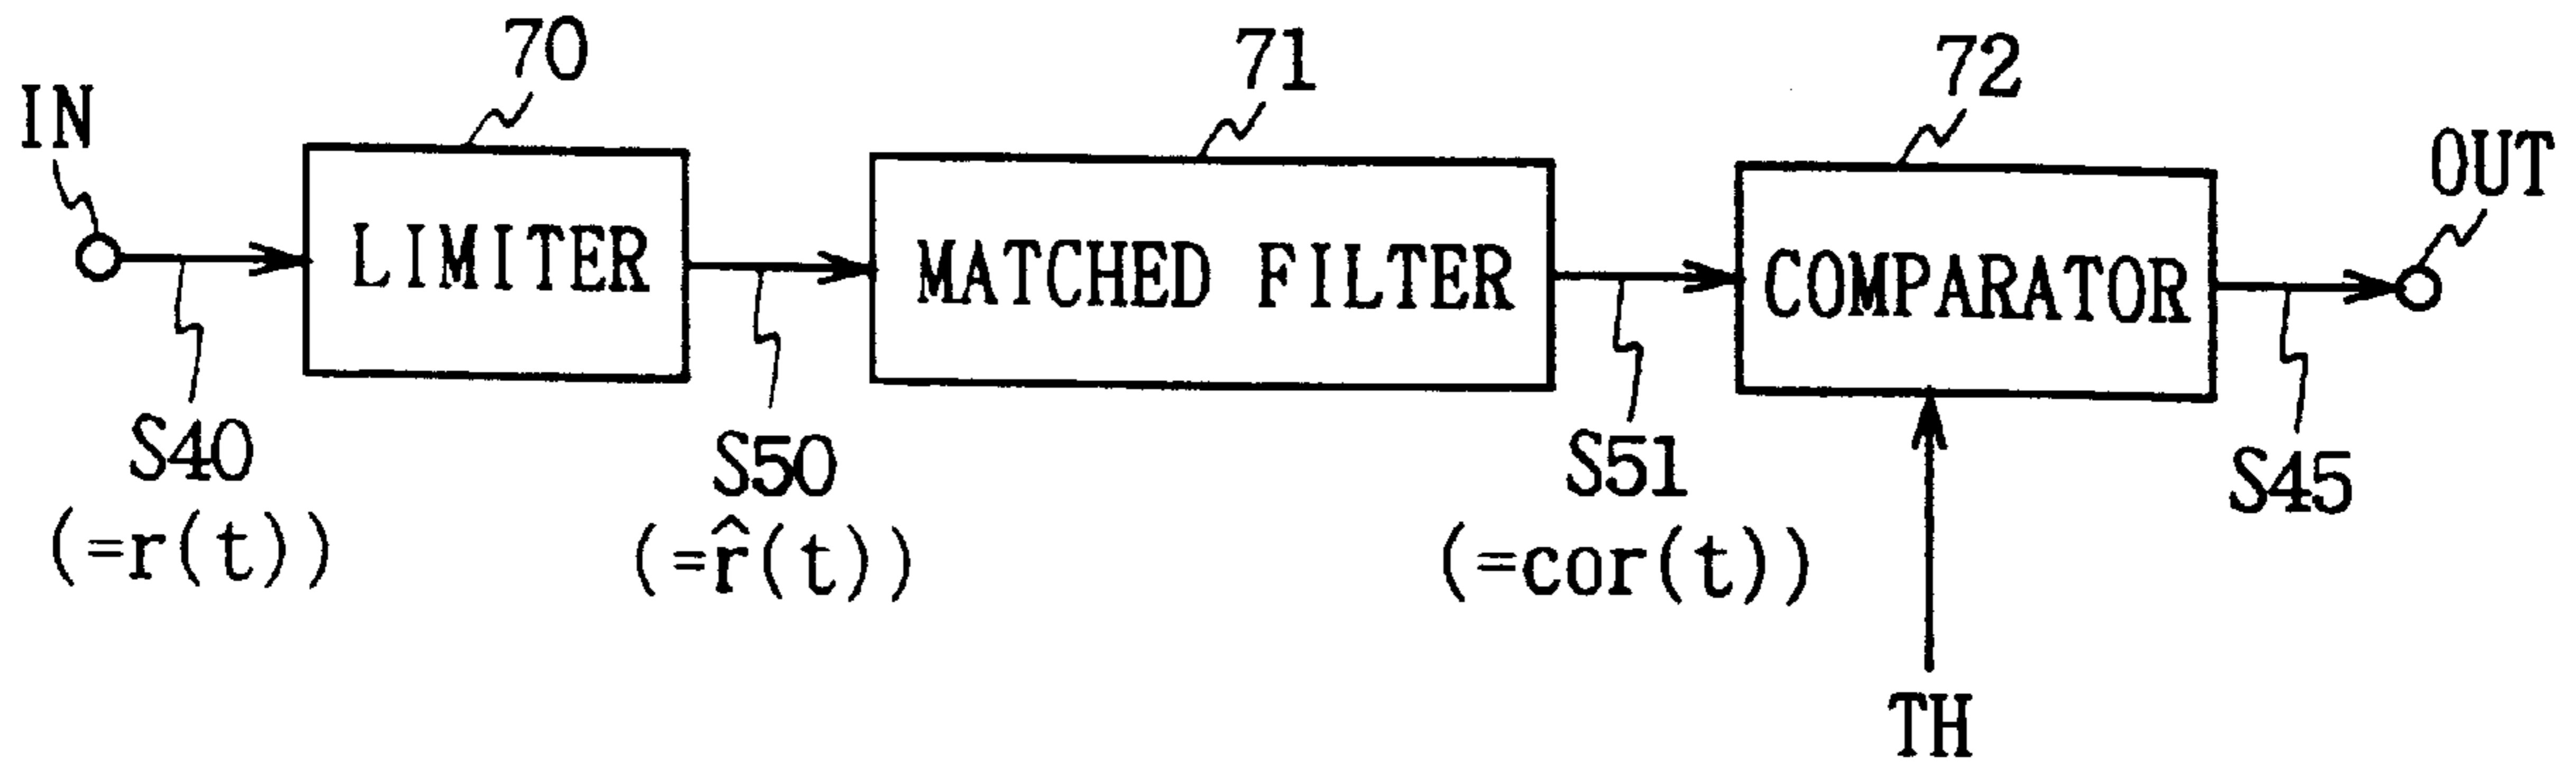 70
71
72
IN
OUT
LIMITER
MATCHED FILTER
COMPARATOR
S40
(=r(t))
S50
(=r̂(t))
S51
(=cor(t))
S45
TH